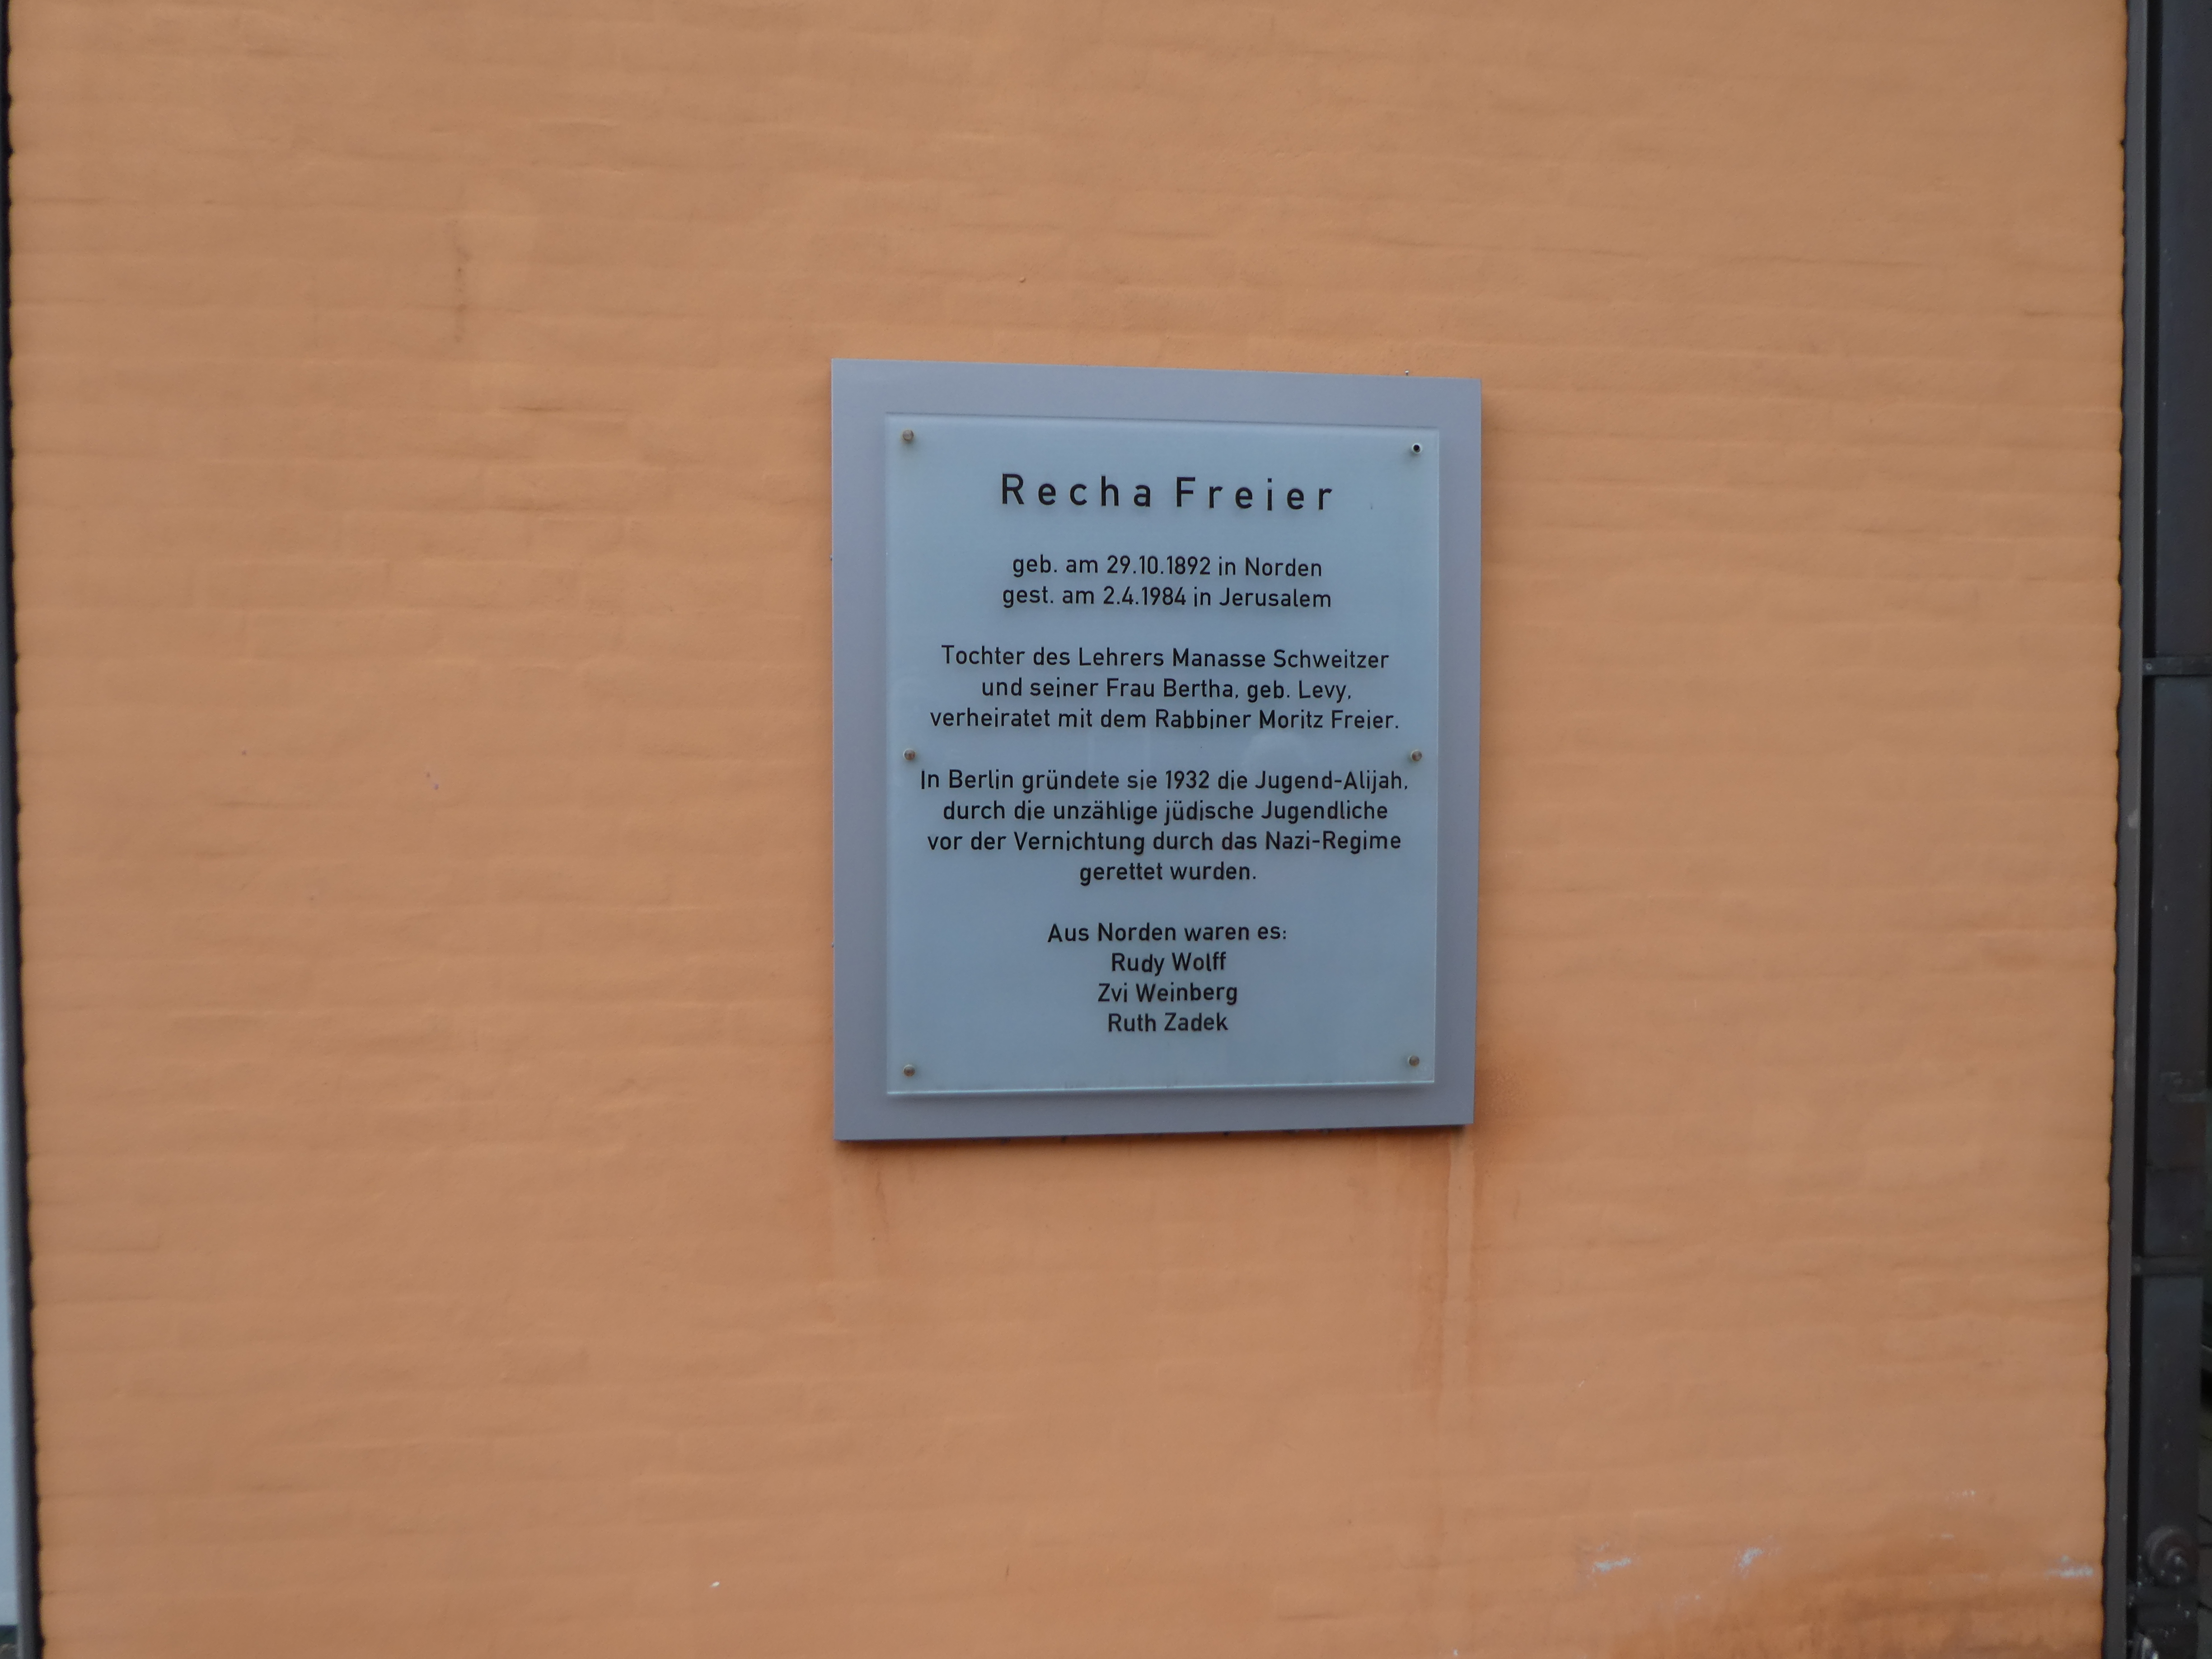 Recha Freier
geb. am 29.10.1892 in Norden
gest. am 2.4.1984 in Jerusalem
Tochter des Lehrers Manasse Schweitzer
und seiner Frau Bertha, geb. Levy,
verheiratet mit dem Rabbiner Moritz Freier.
In Berlin gründete sie 1932 die Jugend-Alijah,
durch die unzählige jüdische Jugendliche
vor der Vernichtung durch das Nazi-Regime
gerettet wurden.
Aus Norden waren es:
Rudy Wolff
Zvi Weinberg
Ruth Zadek